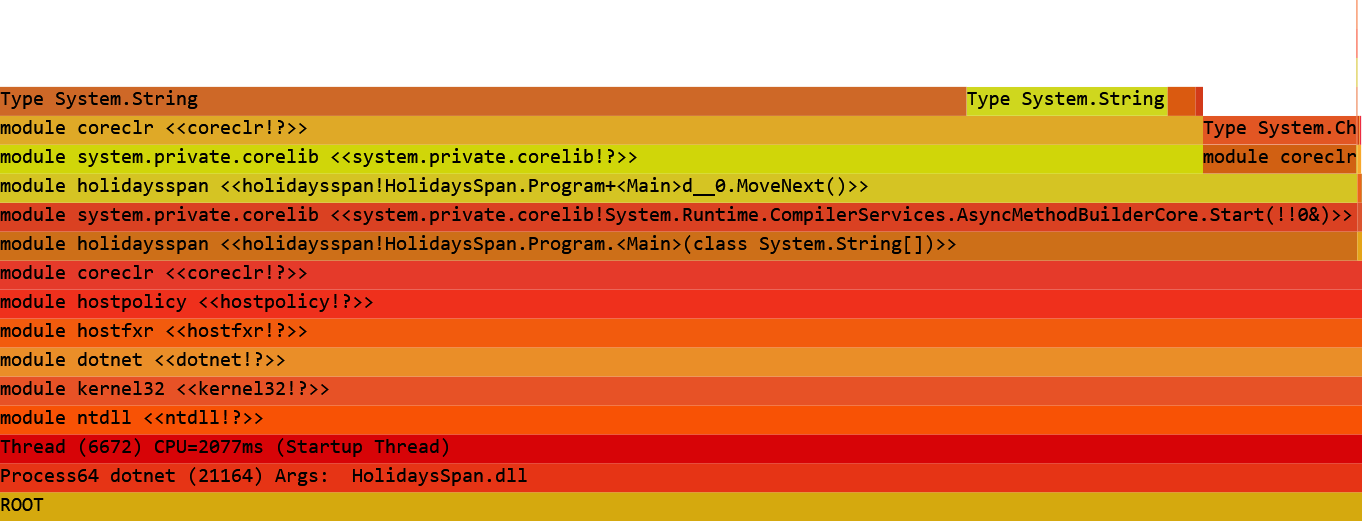 Type System.String Type System.String
module coreclr <<coreclr!?>> Type System.Ch
module system.private.corelib <<system.private.corelib!?>> module coreclr
module holidaysspan <<holidaysspan!HolidaysSpan.Program+<Main>d__0.MoveNext()>>
module system.private.corelib <<system.private.corelib!System.Runtime.CompilerServices.AsyncMethodBuilderCore.Start(!!0&)>>
module holidaysspan <<holidaysspan!HolidaysSpan.Program.<Main>(class System.String[])>>
module coreclr <<coreclr!?>>
module hostpolicy <<hostpolicy!?>>
module hostfxr <<hostfxr!?>>
module dotnet <<dotnet!?>>
module kernel32 <<kernel32!?>>
module ntdll <<ntdll!?>>
Thread (6672) CPU=2077ms (Startup Thread)
Process64 dotnet (21164) Args:  HolidaysSpan.dll
ROOT